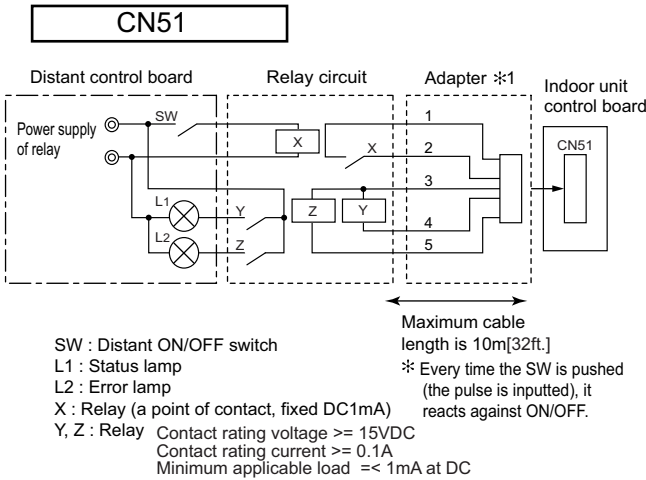 CN51
Distant control board
Relay circuit
Adapter ✻1
Indoor unit
control board
Power supply
of relay
SW
X
X
1
2
3
4
5
CN51
L1
L2
Y
Z
Z
Y
Maximum cable
length is 10m[32ft.]
✻ Every time the SW is pushed
(the pulse is inputted), it
reacts against ON/OFF.
SW : Distant ON/OFF switch
L1 : Status lamp
L2 : Error lamp
X : Relay (a point of contact, fixed DC1mA)
Y, Z : Relay Contact rating voltage >= 15VDC
Contact rating current >= 0.1A
Minimum applicable load =< 1mA at DC